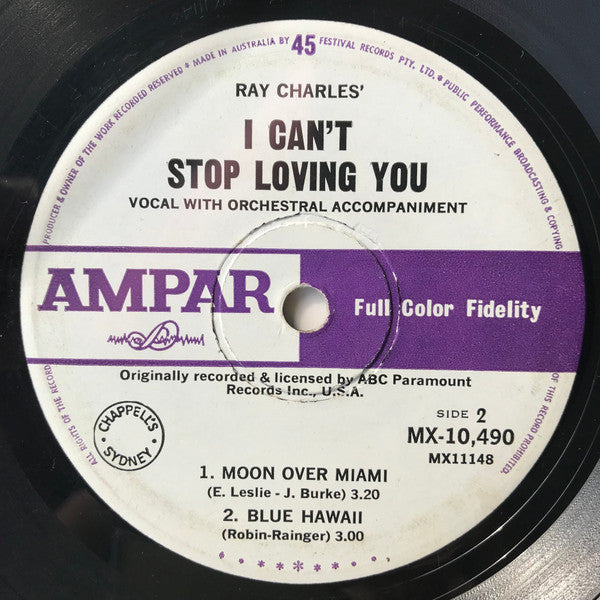 PRODUCER & OWNER OF THE WORK RECORDED RESERVED ★ MADE IN AUSTRALIA BY 45 FESTIVAL RECORDS PTY. LTD. ★ PUBLIC PERFORMANCE BROADCASTING & COPYING OF THIS RECORD PROHIBITED.
RAY CHARLES'
I CAN'T
STOP LOVING YOU
VOCAL WITH ORCHESTRAL ACCOMPANIMENT
AMPAR
Full Color Fidelity
Originally recorded & licensed by ABC Paramount
Records Inc., U.S.A.
CHAPPELL'S
SYDNEY
SIDE 2
MX-10,490
MX11148
1. MOON OVER MIAMI
(E. Leslie - J. Burke) 3.20
2. BLUE HAWAII
(Robin-Rainger) 3.00
ALL RIGHTS OF THE RECORD